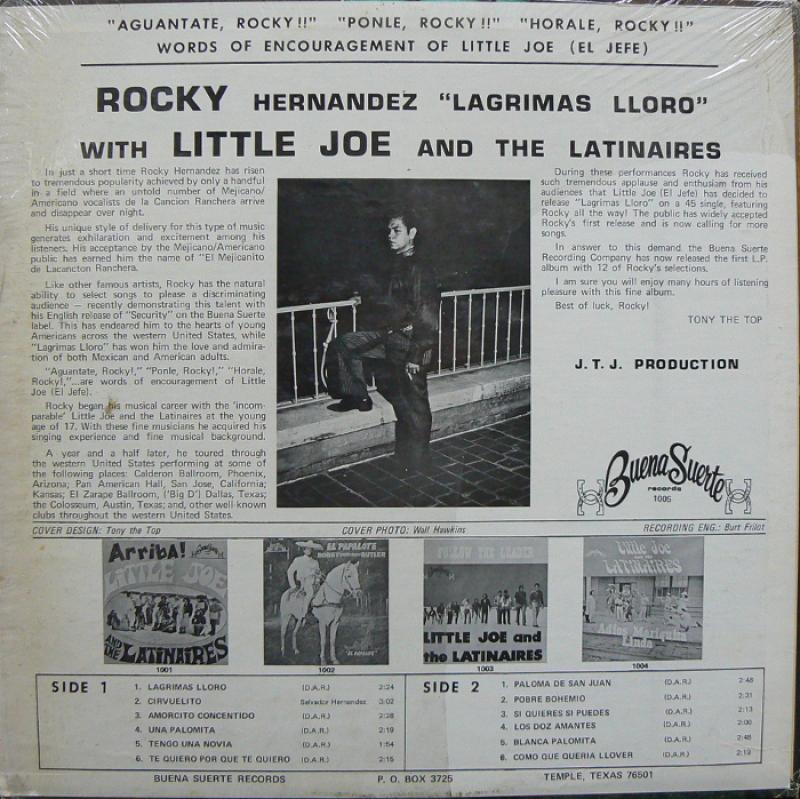 "AGUANTATE, ROCKY!!" "PONLE, ROCKY!!" "HORALE, ROCKY!!"
WORDS OF ENCOURAGEMENT OF LITTLE JOE (EL JEFE)
ROCKY HERNANDEZ "LAGRIMAS LLORO"
WITH LITTLE JOE AND THE LATINAIRES
In just a short time Rocky Hernandez has risen
to tremendous popularity achieved by only a handful
in a field where an untold number of Mejicano/
Americano vocalists de la Cancion Ranchera arrive
and disappear over night.
His unique style of delivery for this type of music
generates exhilaration and excitement among his
listeners. His acceptance by the Mejicano/Americano
public has earned him the name of "El Mejicanito
de Lacancton Ranchera.
Like other famous artists, Rocky has the natural
ability to select songs to please a discriminating
audience — recently demonstrating this talent with
his English release of "Security" on the Buena Suerte
label. This has endeared him to the hearts of young
Americans across the western United States, while
"Lagrimas Lloro" has won him the love and admira-
tion of both Mexican and American adults.
"Aguantate, Rocky!," "Ponle, Rocky!," "Horale,
Rocky!,"...are words of encouragement of Little
Joe (El Jefe).
Rocky began his musical career with the 'incom-
parable' Little Joe and the Latinaires at the young
age of 17. With these fine musicians he acquired his
singing experience and fine musical background.
A year and a half later, he toured through
the western United States performing at some of
the following places: Calderon Ballroom, Phoenix,
Arizona; Pan American Hall, San Jose, California;
Kansas; El Zarape Ballroom, ('Big D') Dallas, Texas;
the Colosseum, Austin, Texas; and, other well-known
clubs throughout the western United States.
During these performances Rocky has received
such tremendous applause and enthusiam from his
audiences that Little Joe (El Jefe) has decided to
release "Lagrimas Lloro" on a 45 single, featuring
Rocky all the way! The public has widely accepted
Rocky's first release and is now calling for more
songs.
In answer to this demand the Buena Suerte
Recording Company has now released the first L.P.
album with 12 of Rocky's selections.
I am sure you will enjoy many hours of listening
pleasure with this fine album.
Best of luck, Rocky!
TONY THE TOP
J.T.J. PRODUCTION
Buena Suerte
records
1005
COVER DESIGN: Tony the Top COVER PHOTO: Wall Hawkins RECORDING ENG.: Burt Frilot
Arriba!
LITTLE JOE
AND THE LATINAIRES
1001
EL PAPALOTE
BUTLER
"EL PAPALOTE"
1002
FOLLOW THE LEADER
LITTLE JOE and
the LATINAIRES
1003
Little Joe
and the
LATINAIRES
Adios Mariquita
Linda
1004
SIDE 1
1. LAGRIMAS LLORO (D.A.R.) 2:24
2. CIRVUELITO Salvador Hernandez 3:02
3. AMORCITO CONCENTIDO (D.A.R.) 2:28
4. UNA PALOMITA (D.A.R.) 2:19
5. TENGO UNA NOVIA (D.A.R.) 1:54
6. TE QUIERO POR QUE TE QUIERO (D.A.R.) 2:15
SIDE 2
1. PALOMA DE SAN JUAN (D.A.R.) 2:48
2. POBRE BOHEMIO (D.A.R.) 2:31
3. SI QUIERES SI PUEDES (D.A.R.) 2:13
4. LOS DOZ AMANTES (D.A.R.) 2:00
5. BLANCA PALOMITA (D.A.R.) 2:48
6. COMO QUE QUERIA LLOVER (D.A.R.) 2:12
BUENA SUERTE RECORDS P. O. BOX 3725 TEMPLE, TEXAS 76501